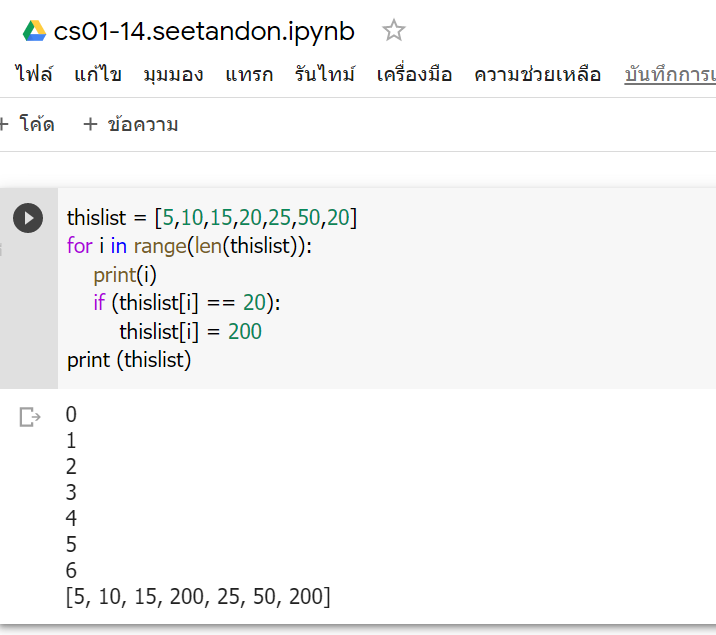 cs01-14.seetandon.ipynb
ไฟล์ แก้ไข มุมมอง แทรก รันไทม์ เครื่องมือ ความช่วยเหลือ บันทึกการ
+ โค้ด + ข้อความ
thislist = [5,10,15,20,25,50,20]
for i in range(len(thislist)):
print(i)
if (thislist[i] == 20):
thislist[i] = 200
print (thislist)
0
1
2
3
4
5
6
[5, 10, 15, 200, 25, 50, 200]